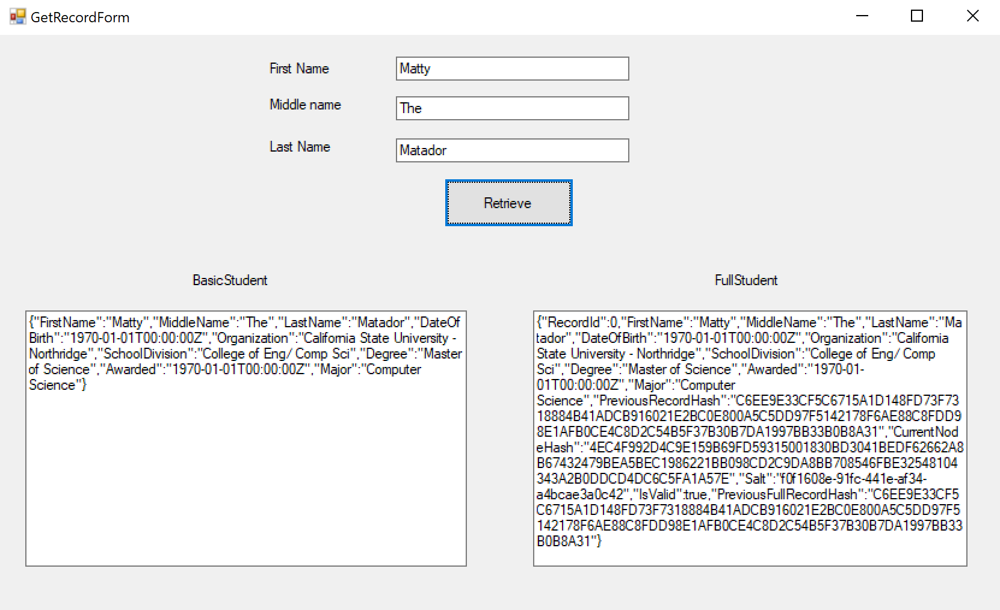 GetRecordForm
First Name
Matty
Middle name
The
Last Name
Matador
Retrieve
BasicStudent
{"FirstName":"Matty","MiddleName":"The","LastName":"Matador","DateOf
Birth":"1970-01-01T00:00:00Z","Organization":"California State University -
Northridge","SchoolDivision":"College of Eng/ Comp Sci","Degree":"Master
of Science","Awarded":"1970-01-01T00:00:00Z","Major":"Computer
Science"}
FullStudent
{"RecordId":0,"FirstName":"Matty","MiddleName":"The","LastName":"Ma
tador","DateOfBirth":"1970-01-01T00:00:00Z","Organization":"California
State University - Northridge","SchoolDivision":"College of Eng/ Comp
Sci","Degree":"Master of Science","Awarded":"1970-01-
01T00:00:00Z","Major":"Computer
Science","PreviousRecordHash":"C6EE9E33CF5C6715A1D148FD73F73
18884B41ADCB916021E2BC0E800A5C5DD97F5142178F6AE88C8FDD9
8E1AFB0CE4C8D2C54B5F37B30B7DA1997BB33B0B8A31","CurrentNod
eHash":"4EC4F992D4C9E159B69FD59315001830BD3041BEDF62662A8
B67432479BEA5BEC1986221BB098CD2C9DA8BB708546FBE32548104
343A2B0DDCD4DC6C5FA1A57E","Salt":"f0f1608e-91fc-441e-af34-
a4bcae3a0c42","IsValid":true,"PreviousFullRecordHash":"C6EE9E33CF5
C6715A1D148FD73F7318884B41ADCB916021E2BC0E800A5C5DD97F5
142178F6AE88C8FDD98E1AFB0CE4C8D2C54B5F37B30B7DA1997BB33
B0B8A31"}